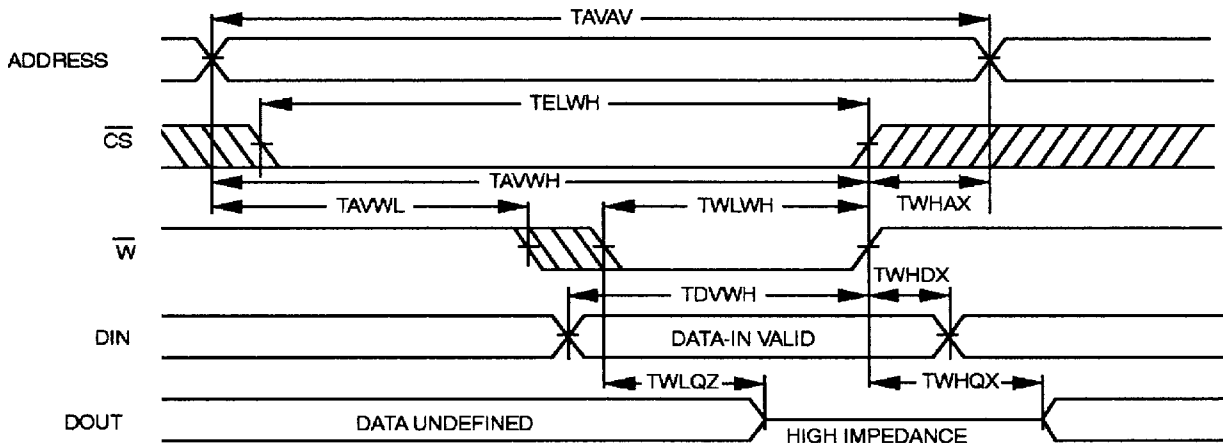 TAVAV
ADDRESS
TELWH
CS
TAVWH
TWHAX
TAVWL
TWLWH
W
TWHDX
TDVWH
DIN
DATA-IN VALID
TWLQZ
TWHQX
DOUT
DATA UNDEFINED
HIGH IMPEDANCE